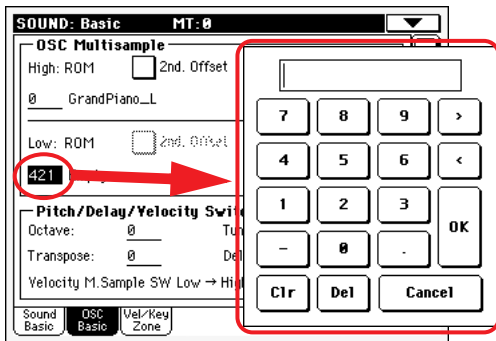 SOUND: Basic MT:0
OSC Multisample
High: ROM 2nd. Offset
0 GrandPiano_L
Low: ROM 2nd. Offset
421
Pitch/Delay/Velocity
Octave: 0
Transpose: 0
Velocity M.Sample SW Low →
Sound Basic
OSC Basic
Vel/Key Zone
7 8 9 >
4 5 6 <
1 2 3
OK
- 0 .
Clr Del Cancel